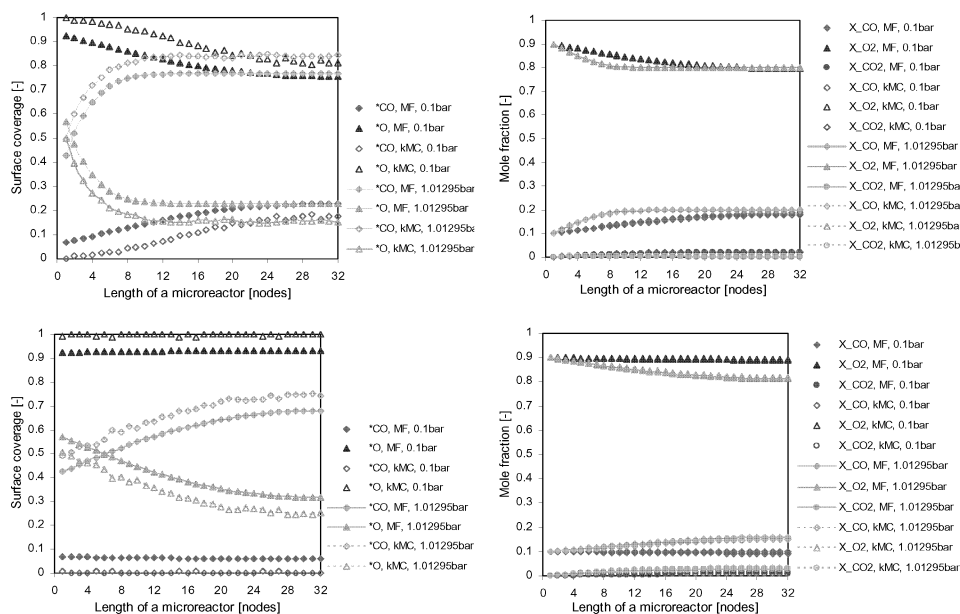 1
0.9
0.8
0.7
0.6
0.5
0.4
0.3
0.2
0.1
0
Surface coverage [-]
0 4 8 12 16 20 24 28 32
Length of a microreactor [nodes]
*CO, MF, 0.1bar
*O, MF, 0.1bar
*CO, kMC, 0.1bar
*O, kMC, 0.1bar
*CO, MF, 1.01295bar
*O, MF, 1.01295bar
*CO, kMC, 1.01295bar
*O, kMC, 1.01295bar
1
0.9
0.8
0.7
0.6
0.5
0.4
0.3
0.2
0.1
0
Mole fraction [-]
0 4 8 12 16 20 24 28 32
Length of a microreactor [nodes]
X_CO, MF, 0.1bar
X_O2, MF, 0.1bar
X_CO2, MF, 0.1bar
X_CO, kMC, 0.1bar
X_O2, kMC, 0.1bar
X_CO2, kMC, 0.1bar
X_CO, MF, 1.01295bar
X_O2, MF, 1.01295bar
X_CO2, MF, 1.01295bar
X_CO, kMC, 1.01295ba
X_O2, kMC, 1.01295ba
X_CO2, kMC, 1.01295b
1
0.9
0.8
0.7
0.6
0.5
0.4
0.3
0.2
0.1
0
Surface coverage [-]
0 4 8 12 16 20 24 28 32
Length of a microreactor [nodes]
*CO, MF, 0.1bar
*O, MF, 0.1bar
*CO, kMC, 0.1bar
*O, kMC, 0.1bar
*CO, MF, 1.01295bar
*O, MF, 1.01295bar
*CO, kMC, 1.01295bar
*O, kMC, 1.01295bar
1
0.9
0.8
0.7
0.6
0.5
0.4
0.3
0.2
0.1
0
Mole fraction [-]
0 4 8 12 16 20 24 28 32
Length of a microreactor [nodes]
X_CO, MF, 0.1bar
X_O2, MF, 0.1bar
X_CO2, MF, 0.1bar
X_CO, kMC, 0.1bar
X_O2, kMC, 0.1bar
X_CO2, kMC, 0.1bar
X_CO, MF, 1.01295bar
X_O2, MF, 1.01295bar
X_CO2, MF, 1.01295bar
X_CO, kMC, 1.01295bar
X_O2, kMC, 1.01295bar
X_CO2, kMC, 1.01295bar